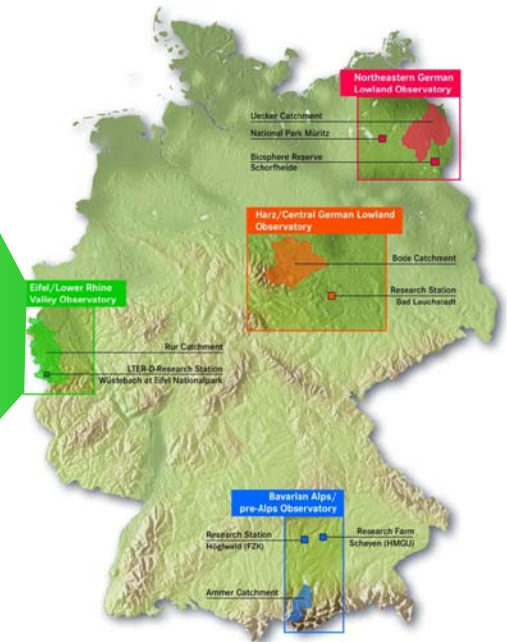 Northeastern German
Lowland Observatory
Uecker Catchment
National Park Müritz
Biosphere Reserve
Schorfheide
Harz/Central German Lowland
Observatory
Bode Catchment
Research Station
Bad Lauchstädt
Eifel/Lower Rhine
Valley Observatory
Rur Catchment
LTER-D-Research Station
Wüstebach at Eifel Nationalpark
Bavarian Alps/
pre-Alps Observatory
Research Station
Höglwald (FZK)
Research Farm
Scheyen (HMGU)
Ammer Catchment